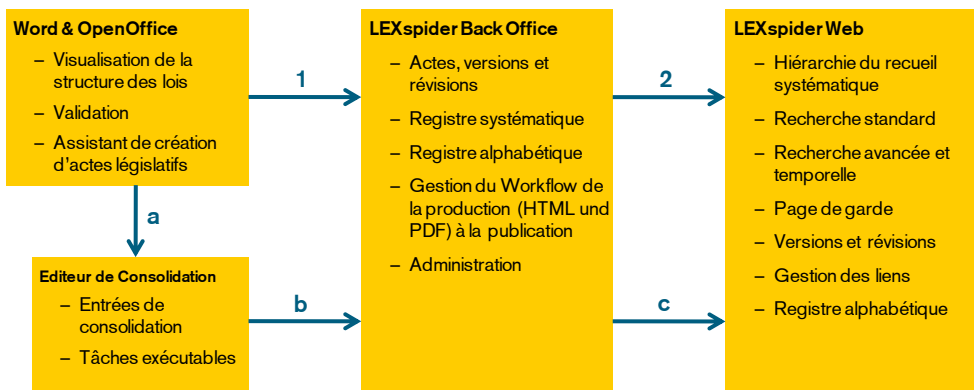 Word & OpenOffice
– Visualisation de la
structure des lois
– Validation
– Assistant de création
d'actes législatifs
1
a
Editeur de Consolidation
– Entrées de
consolidation
– Tâches exécutables
b
LEXspider Back Office
– Actes, versions et
révisions
– Registre systématique
– Registre alphabétique
– Gestion du Workflow de
la production (HTML und
PDF) à la publication
– Administration
2
c
LEXspider Web
– Hiérarchie du recueil
systématique
– Recherche standard
– Recherche avancée et
temporelle
– Page de garde
– Versions et révisions
– Gestion des liens
– Registre alphabétique